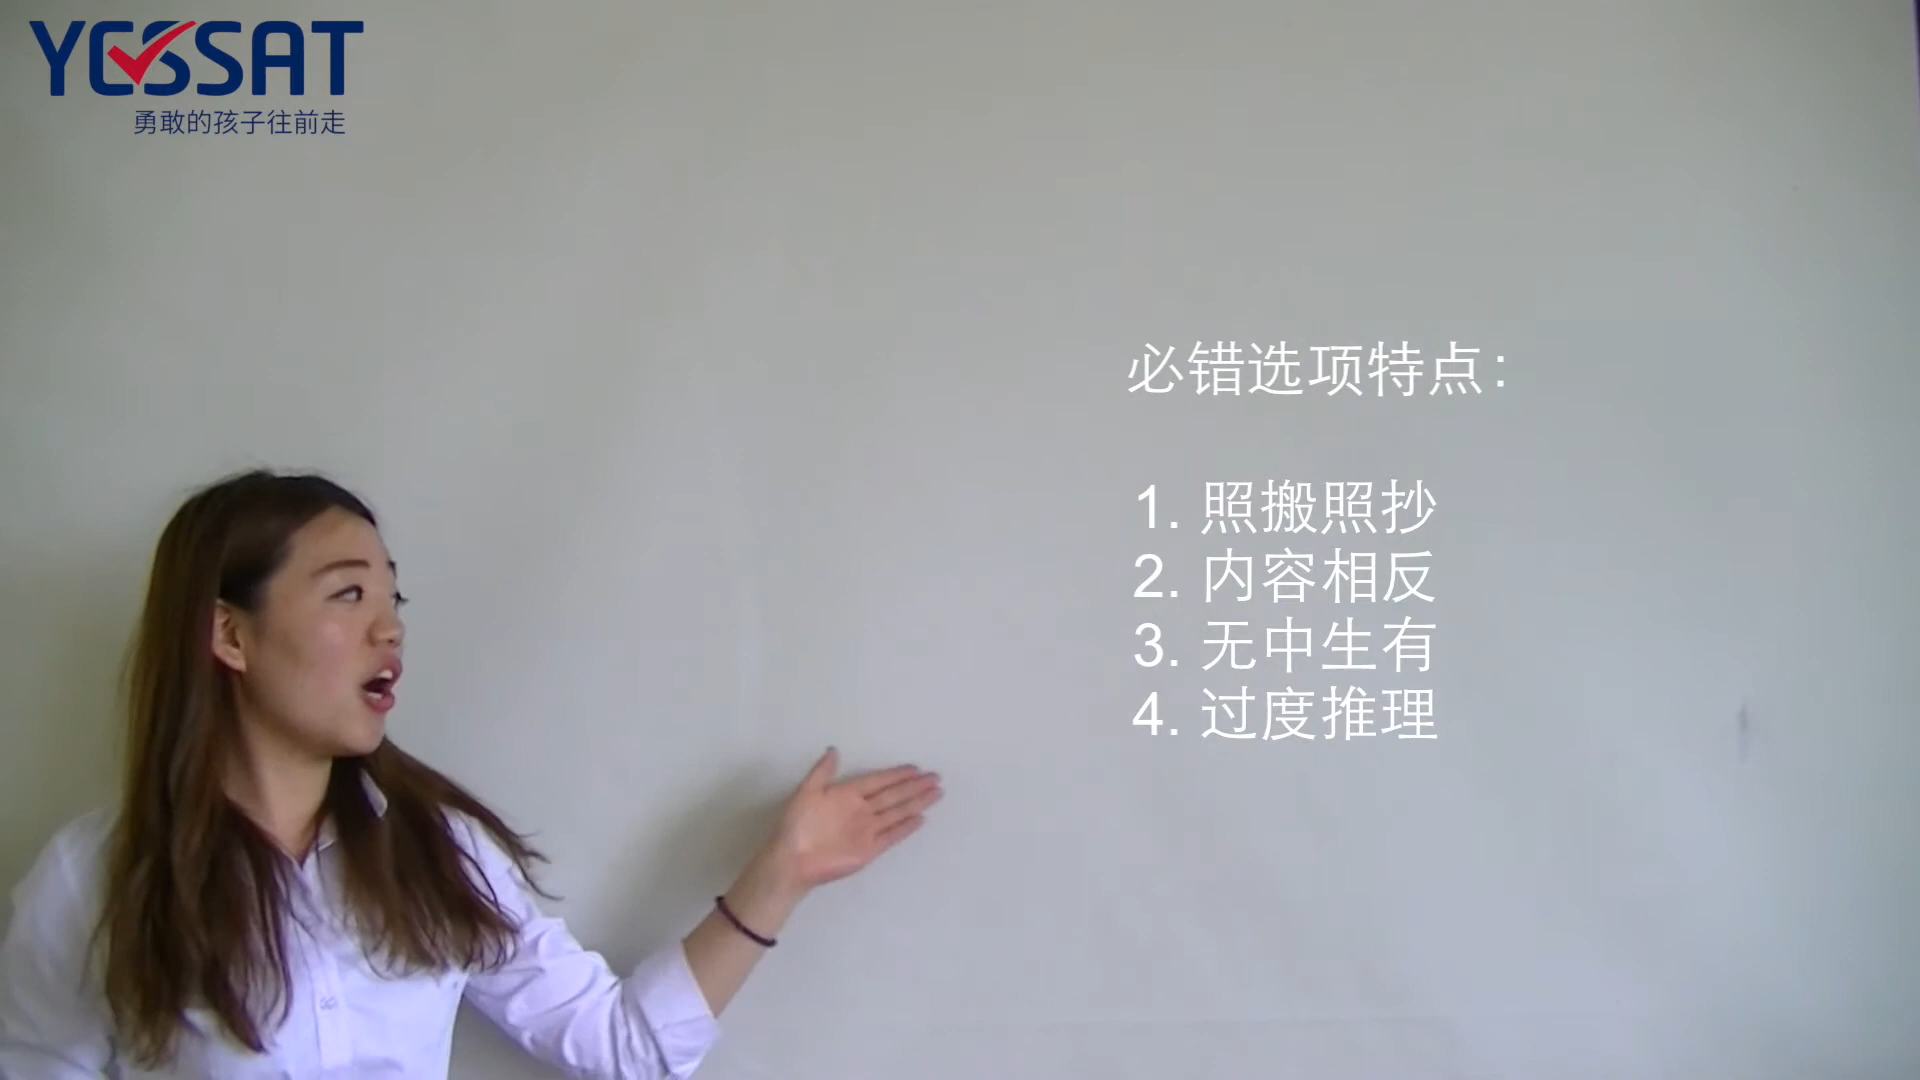 YESSAT
勇敢的孩子往前走
必错选项特点:
1. 照搬照抄
2. 内容相反
3. 无中生有
4. 过度推理